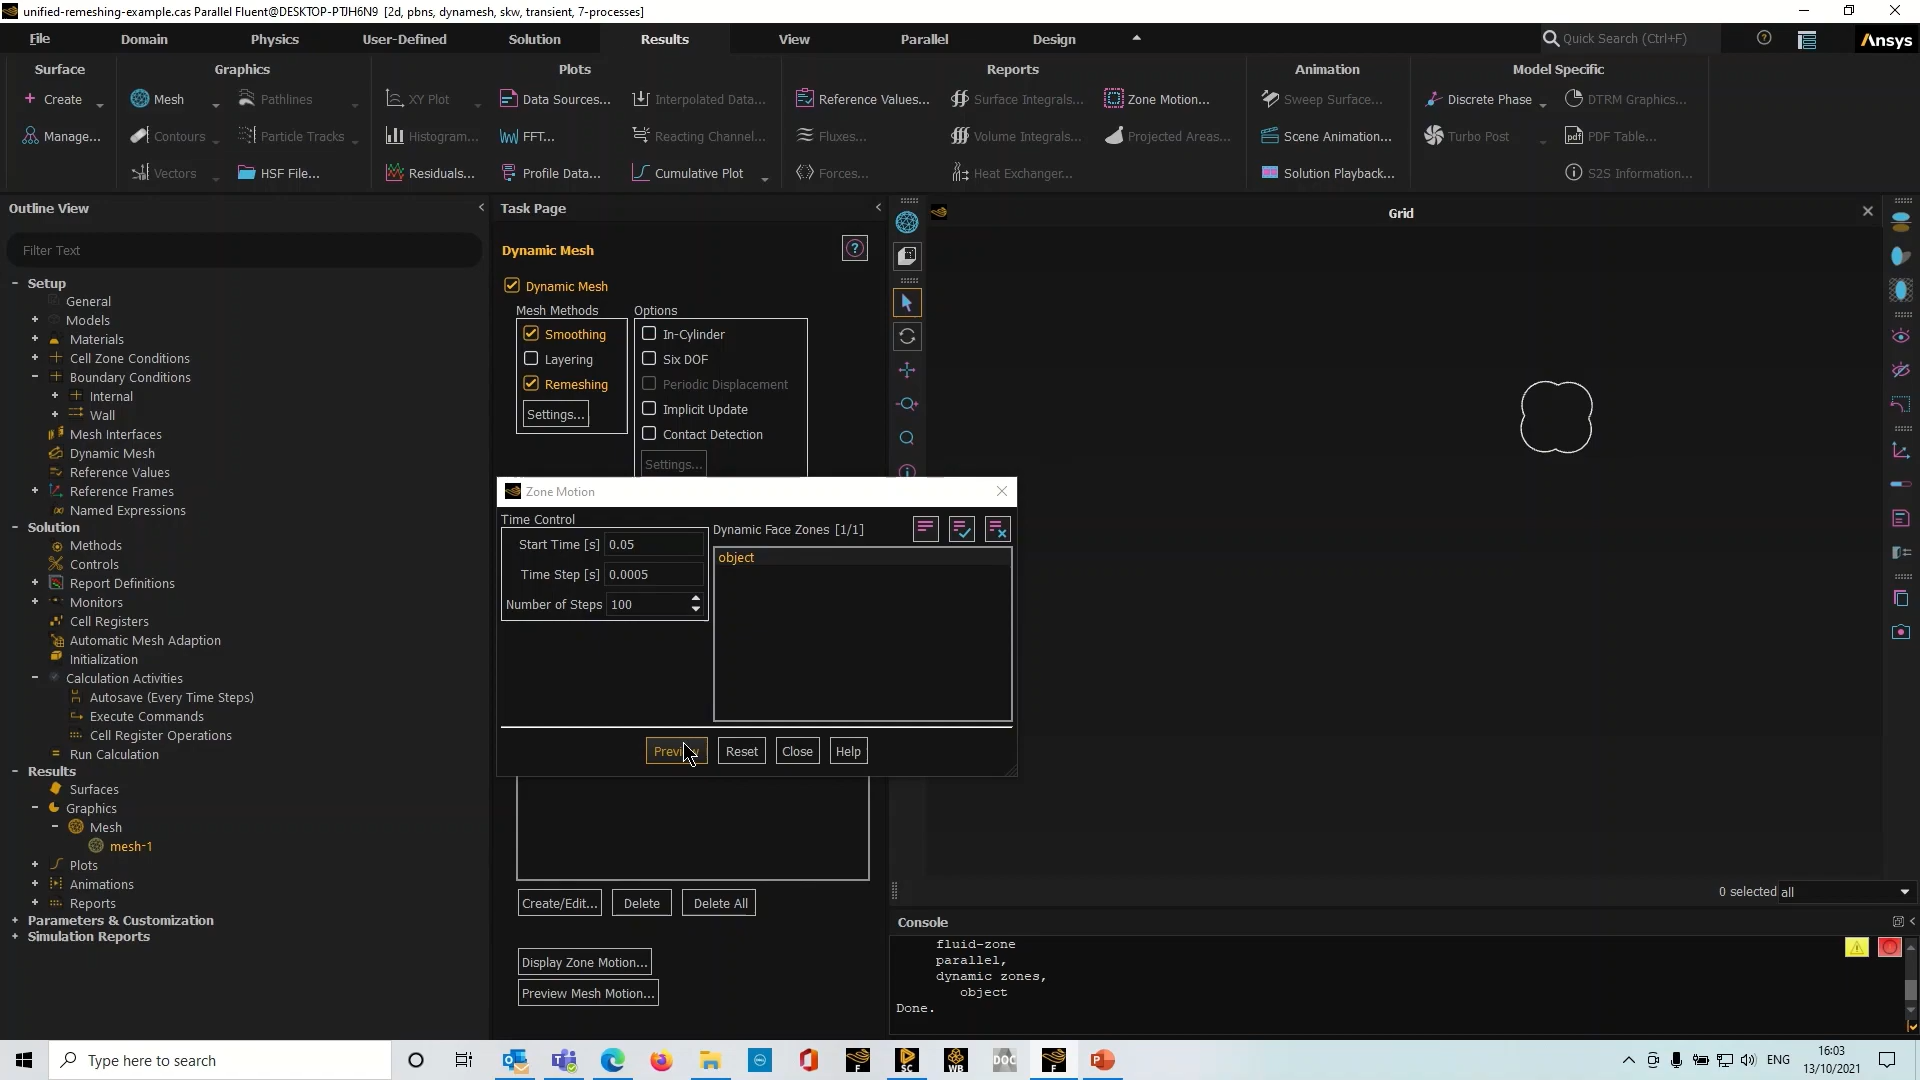 unified-remeshing-example.cas Parallel Fluent@DESKTOP-PTJH6N9 [2d, pbns, dynamesh, skw, transient, 7-processes]
File Domain Physics User-Defined Solution Results View Parallel Design Quick Search (Ctrl+F) Ansys
Surface Graphics Plots Reports Animation Model Specific
Create Mesh Pathlines XY Plot Data Sources... Interpolated Data... Reference Values... Surface Integrals... Zone Motion... Sweep Surface... Discrete Phase DTRM Graphics...
Manage... Contours Particle Tracks Histogram... FFT... Reacting Channel... Fluxes... Volume Integrals... Projected Areas... Scene Animation... Turbo Post PDF Table...
Vectors HSF File... Residuals... Profile Data... Cumulative Plot Forces... Heat Exchanger... Solution Playback... S2S Information...
Outline View
Filter Text
Setup
General
Models
Materials
Cell Zone Conditions
Boundary Conditions
Internal
Wall
Mesh Interfaces
Dynamic Mesh
Reference Values
Reference Frames
Named Expressions
Solution
Methods
Controls
Report Definitions
Monitors
Cell Registers
Automatic Mesh Adaption
Initialization
Calculation Activities
Autosave (Every Time Steps)
Execute Commands
Cell Register Operations
Run Calculation
Results
Surfaces
Graphics
Mesh
mesh-1
Plots
Animations
Reports
Parameters & Customization
Simulation Reports
Task Page
Dynamic Mesh
Dynamic Mesh
Mesh Methods Options
Smoothing In-Cylinder
Layering Six DOF
Remeshing Periodic Displacement
Settings... Implicit Update
Contact Detection
Settings...
Zone Motion
Time Control
Start Time [s] 0.05
Time Step [s] 0.0005
Number of Steps 100
Dynamic Face Zones [1/1]
object
Reset Close Help
Create/Edit... Delete Delete All
Display Zone Motion...
Preview Mesh Motion...
Grid
0 selected all
Console
fluid-zone
parallel,
dynamic zones,
object
Done.
Type here to search
DOC
ENG
16:03
13/10/2021